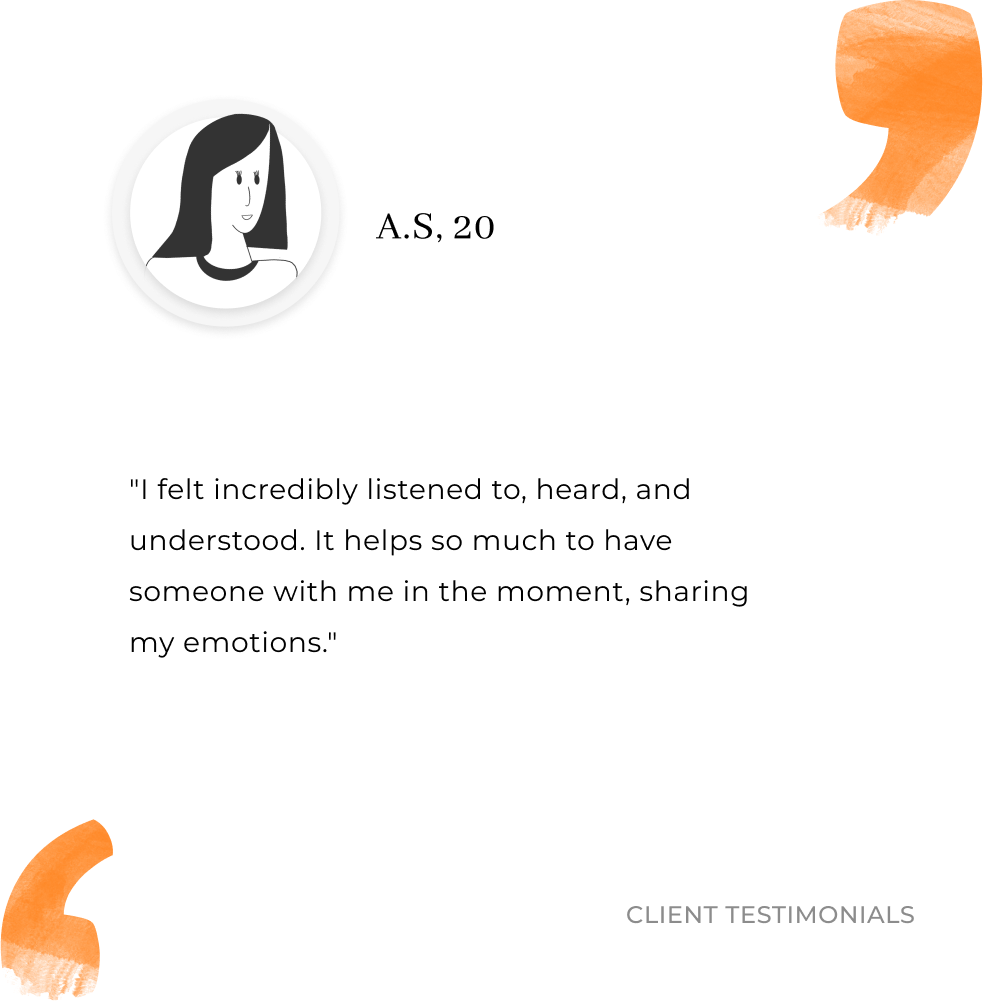 A.S, 20
"I felt incredibly listened to, heard, and
understood. It helps so much to have
someone with me in the moment, sharing
my emotions."
CLIENT TESTIMONIALS